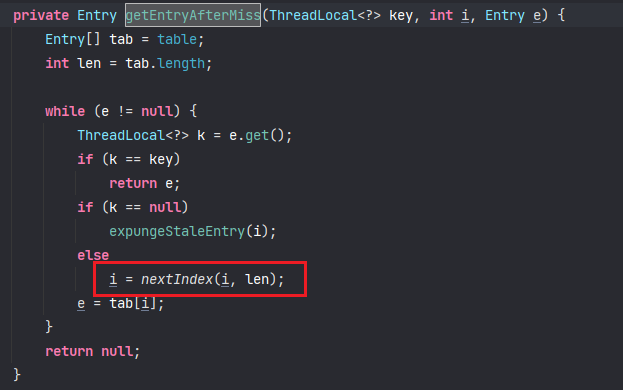 private Entry getEntryAfterMiss(ThreadLocal<?> key, int i, Entry e) {
    Entry[] tab = table;
    int len = tab.length;

    while (e != null) {
        ThreadLocal<?> k = e.get();
        if (k == key)
            return e;
        if (k == null)
            expungeStaleEntry(i);
        else
            i = nextIndex(i, len);
        e = tab[i];
    }
    return null;
}